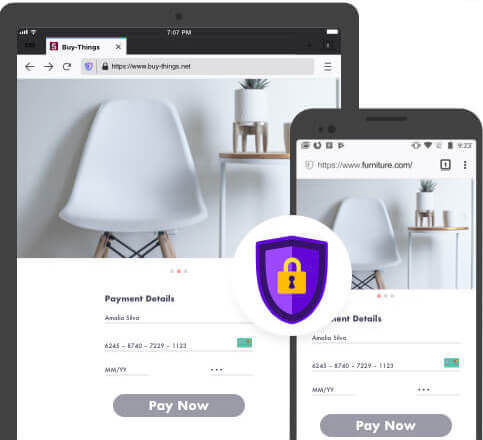 7:07 PM
Buy-Things
https://www.buy-things.net
Payment Details
Amalia Silva
6245 - 8740 - 7229 - 1123
MM/YY
Pay Now
9:23
https://www.furniture.com/
ment Details
Amalia Silva
6245 - 8740 - 7229 - 1123
MM/YY
Pay Now